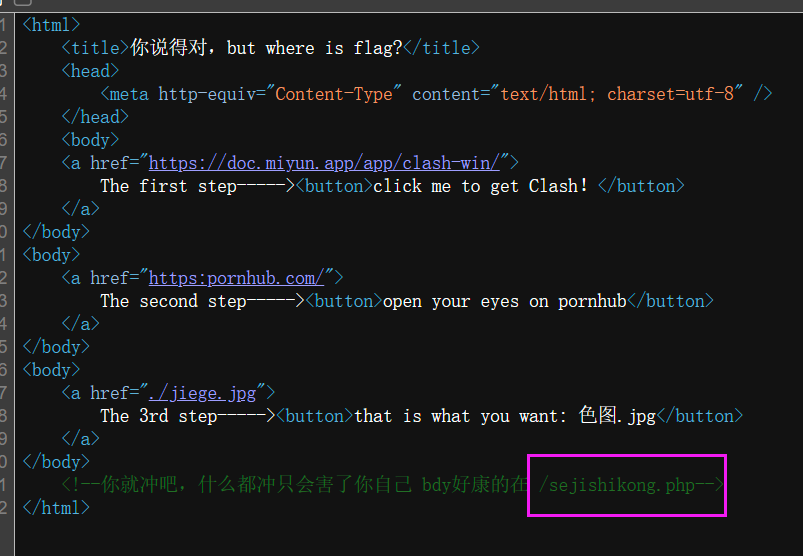 1 <html>
2 <title>你说得对，but where is flag?</title>
3 <head>
4 <meta http-equiv="Content-Type" content="text/html; charset=utf-8" />
5 </head>
6 <body>
7 <a href="https://doc.miyun.app/app/clash-win/">
8 The first step-----><button>click me to get Clash! </button>
9 </a>
0 </body>
1 <body>
2 <a href="https:pornhub.com/">
3 The second step-----><button>open your eyes on pornhub</button>
4 </a>
5 </body>
6 <body>
7 <a href="./jiege.jpg">
8 The 3rd step-----><button>that is what you want: 色图.jpg</button>
9 </a>
0 </body>
1 <!--你就冲吧，什么都冲只会害了你自己 bdy好康的在 /sejishikong.php-->
2 </html>